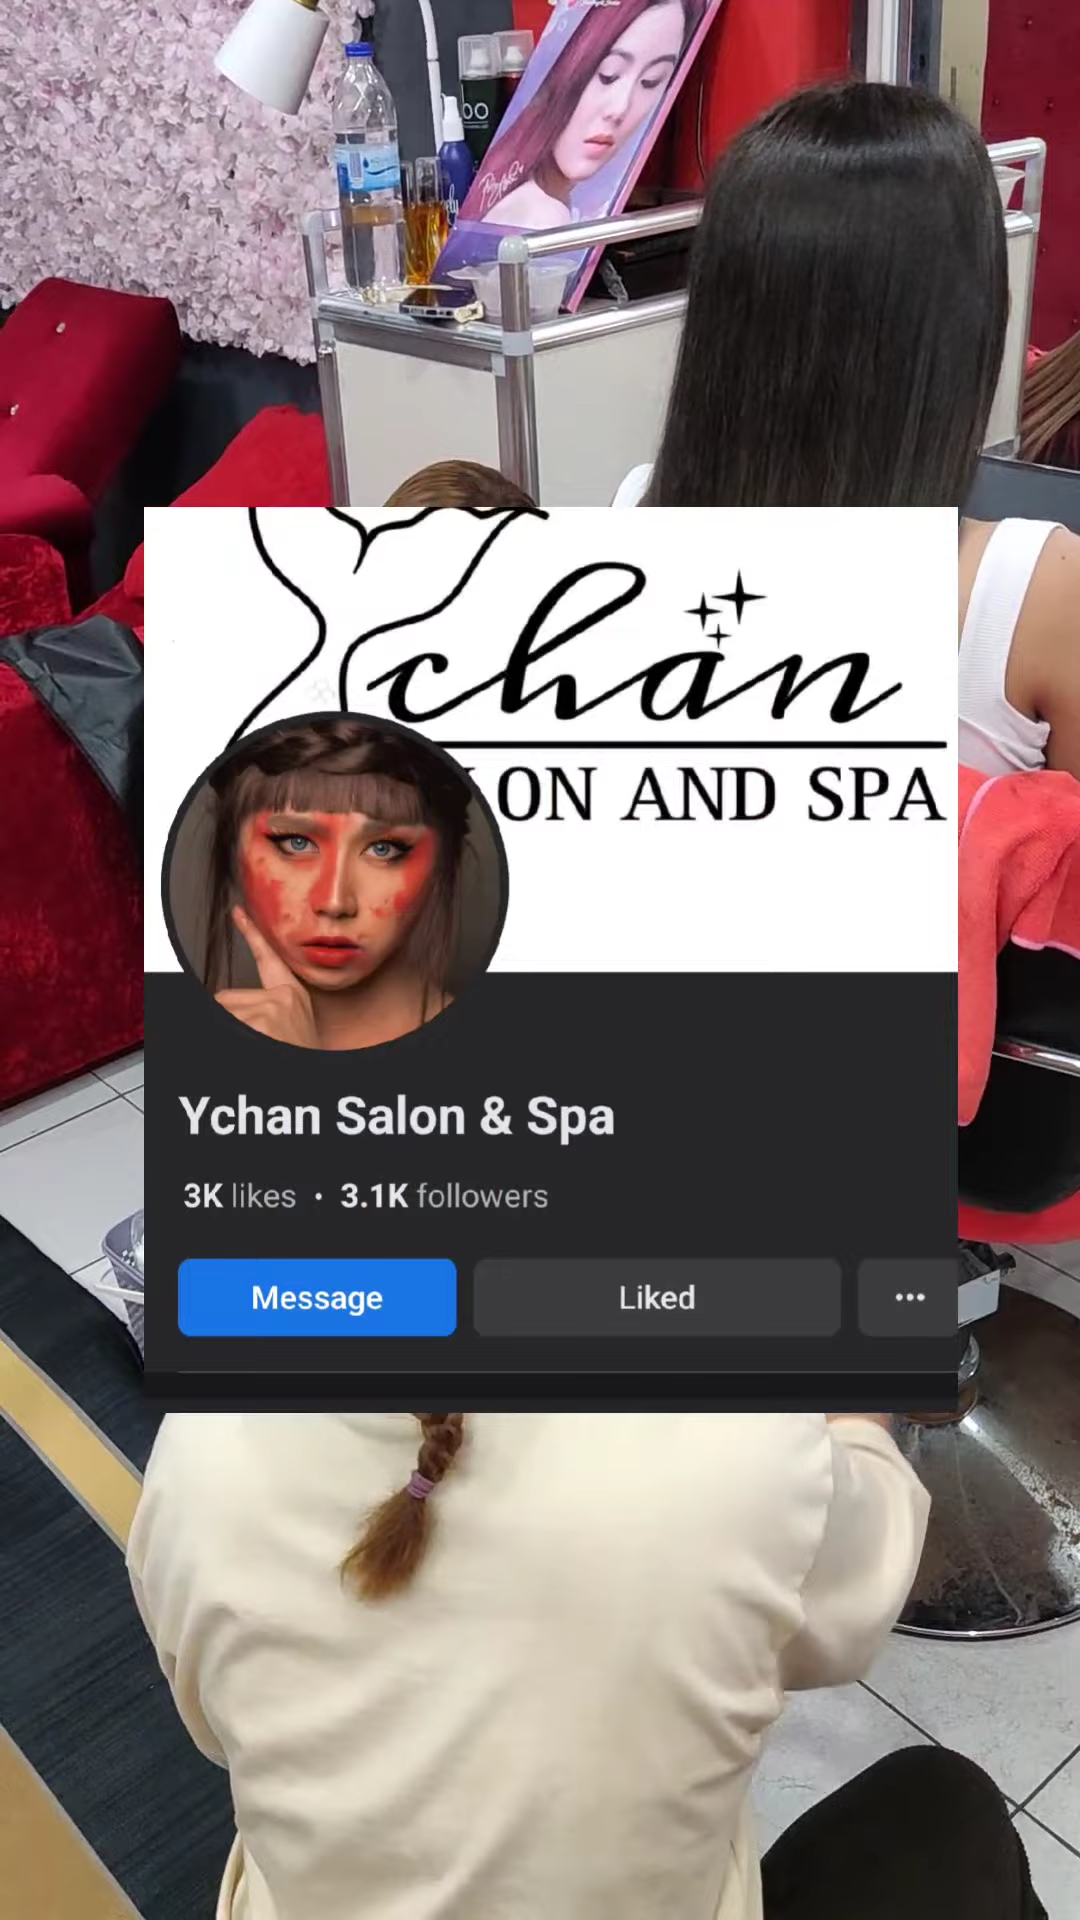 Ychan
ON AND SPA
Ychan Salon & Spa
3K likes • 3.1K followers
Message
Liked